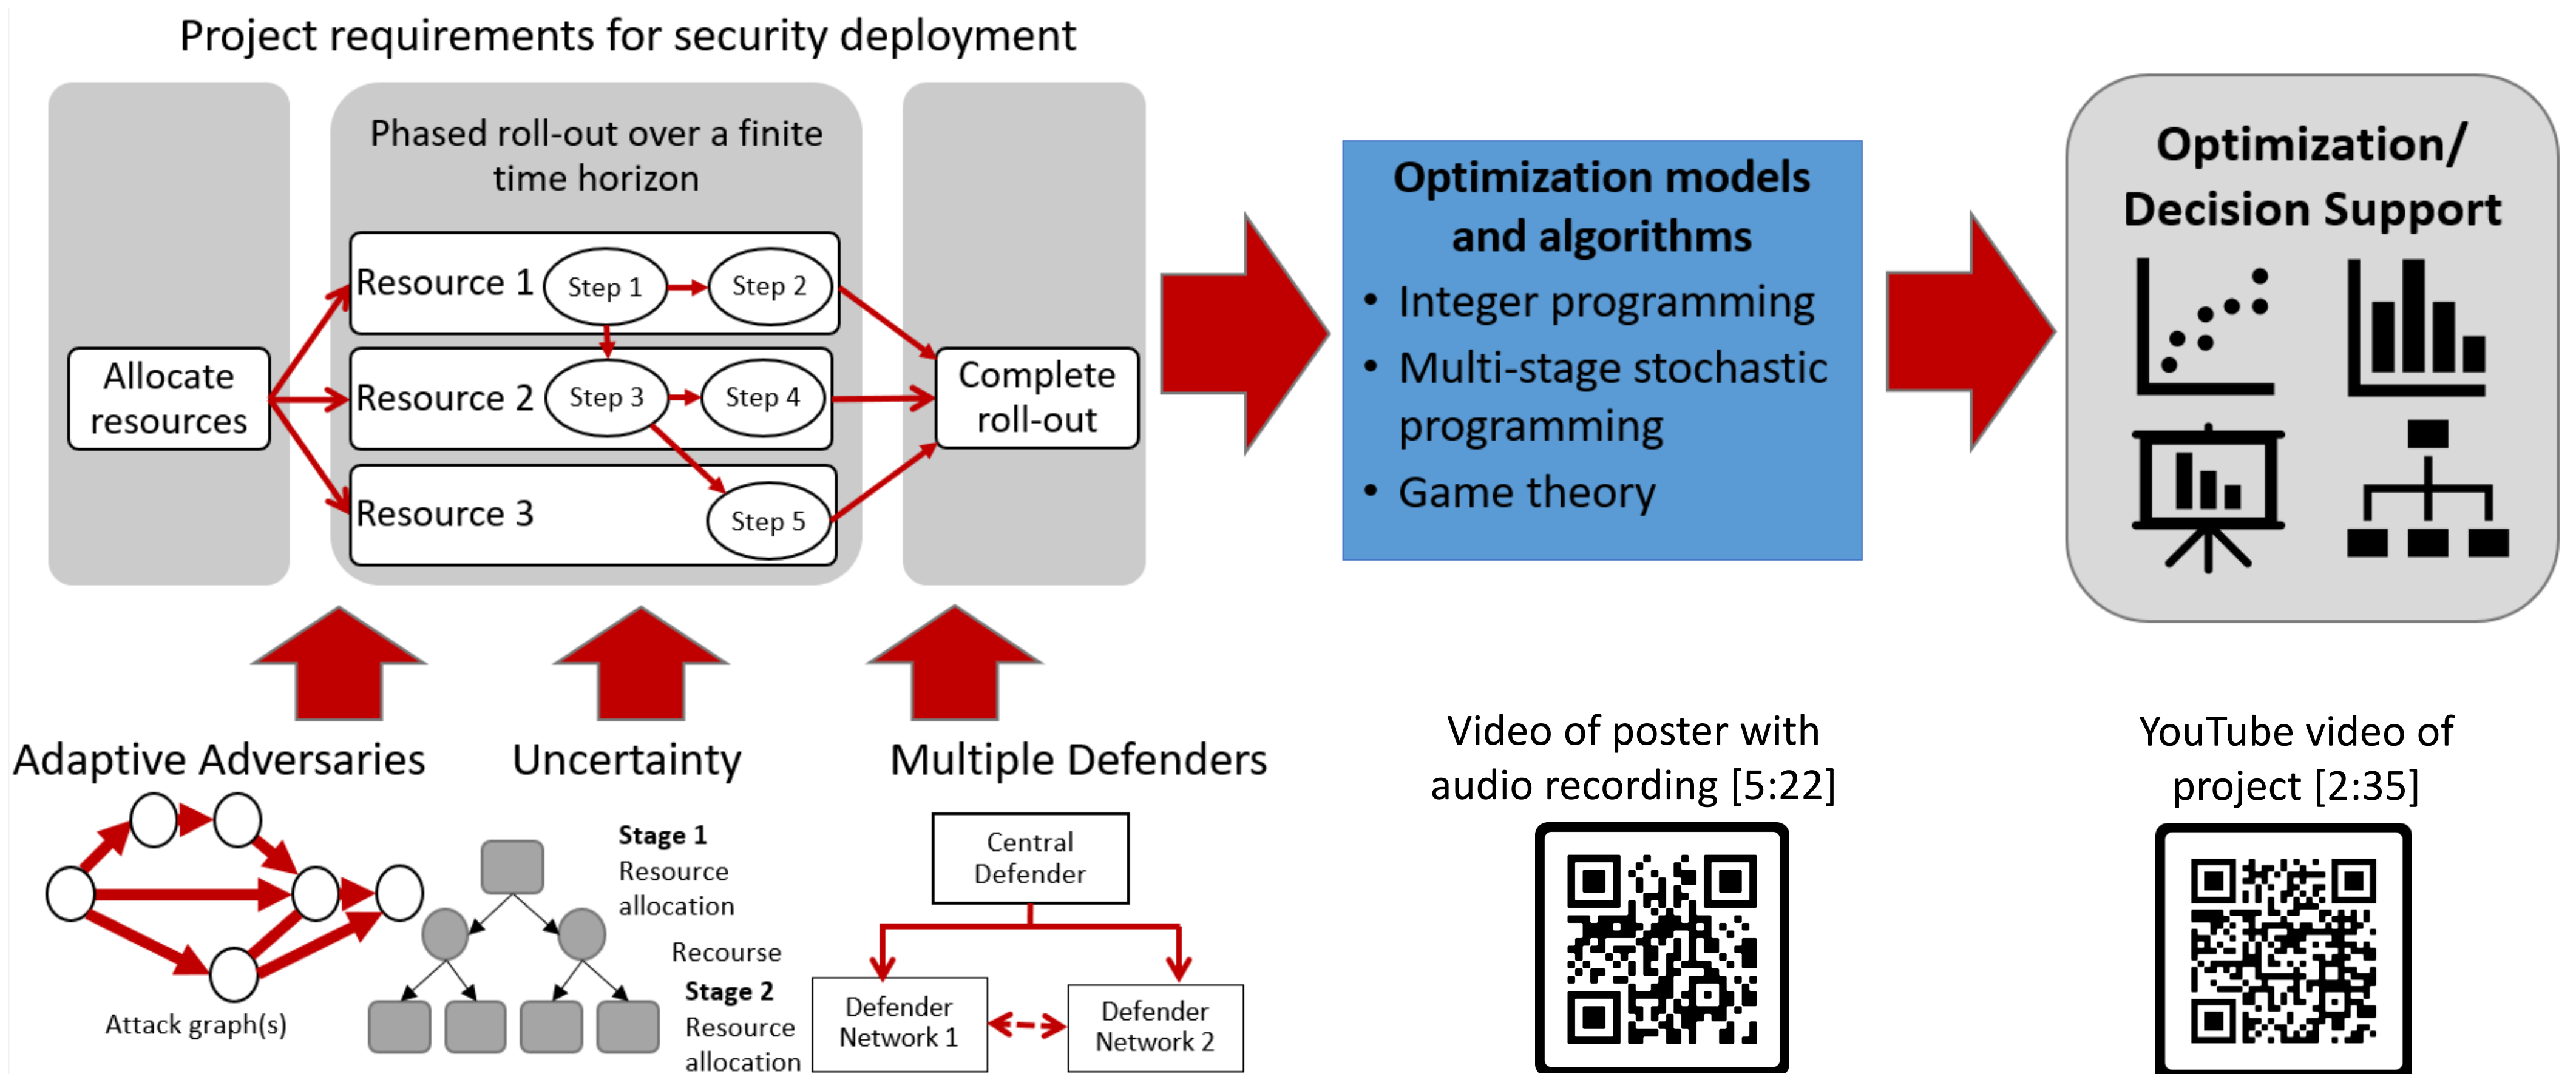 Project requirements for security deployment
Phased roll-out over a finite
time horizon
Allocate
resources
Resource 1
Step 1
Step 2
Resource 2
Step 3
Step 4
Resource 3
Step 5
Complete
roll-out
Optimization models
and algorithms
• Integer programming
• Multi-stage stochastic
programming
• Game theory
Optimization/
Decision Support
Adaptive Adversaries
Attack graph(s)
Uncertainty
Stage 1
Resource
allocation
Recourse
Stage 2
Resource
allocation
Multiple Defenders
Central
Defender
Defender
Network 1
Defender
Network 2
Video of poster with
audio recording [5:22]
YouTube video of
project [2:35]